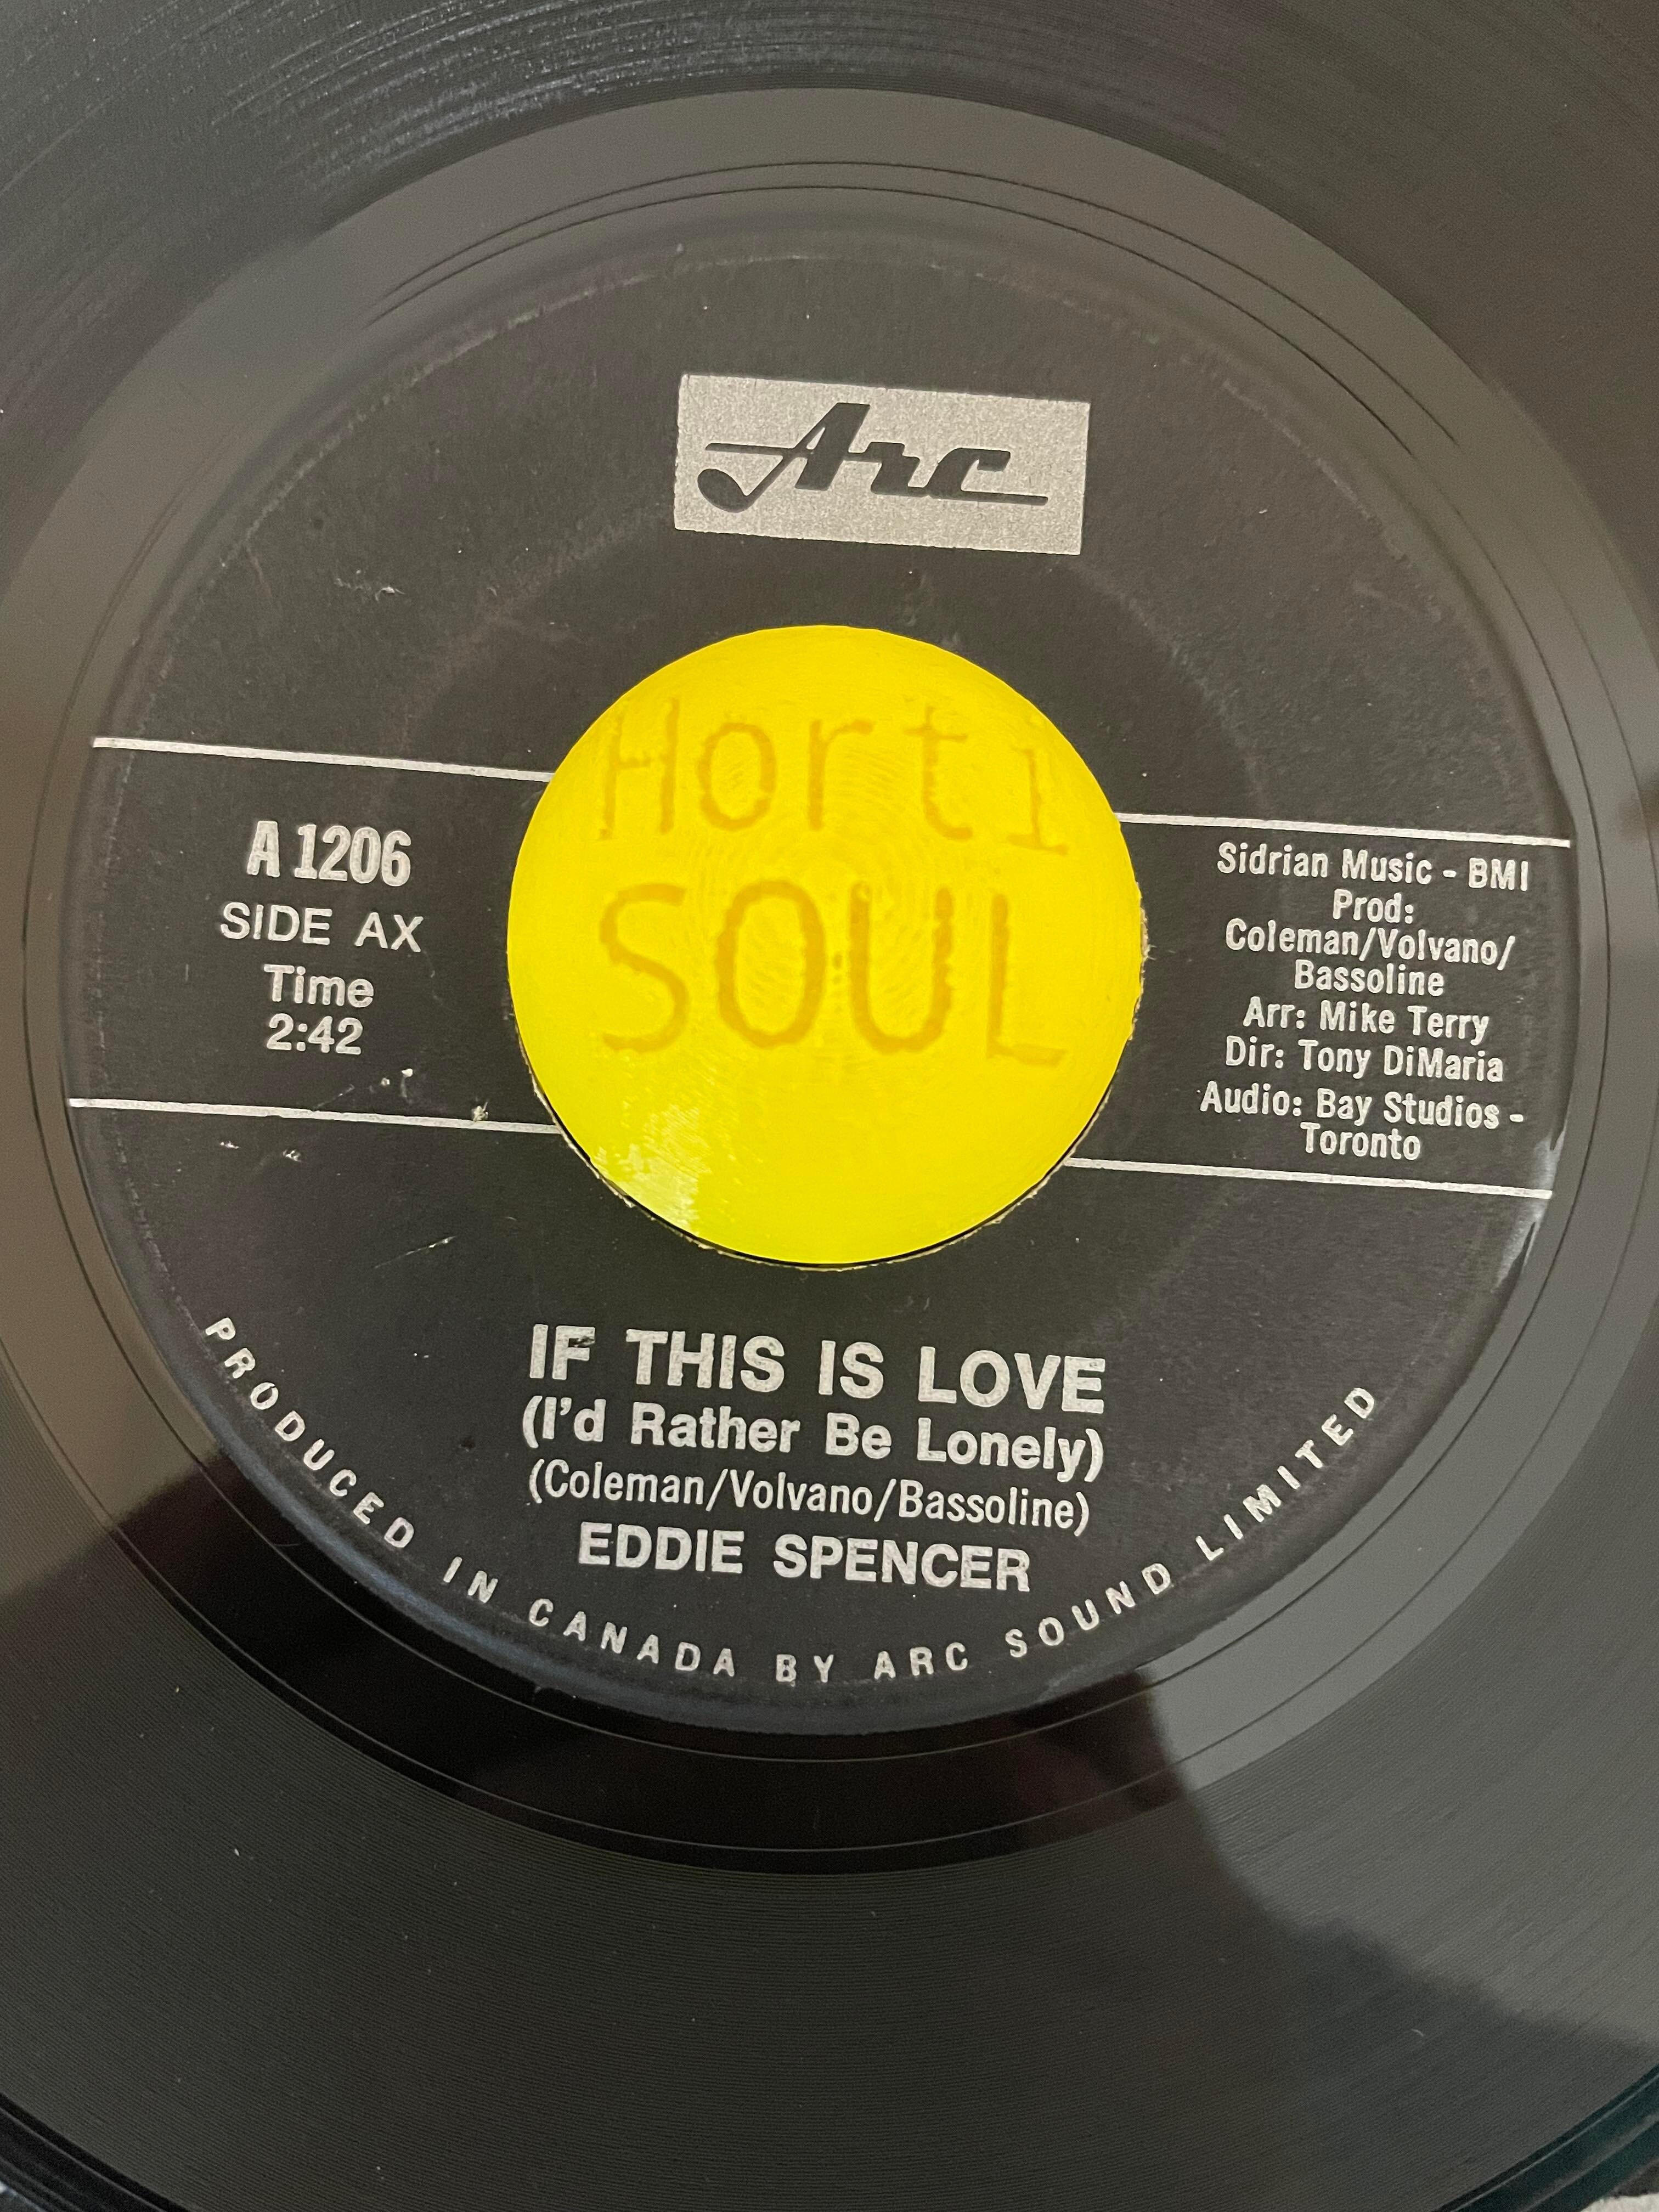 Arc
Horti
SOUL
A 1206
SIDE AX
Time
2:42
Sidrian Music - BMI
Prod:
Coleman/Volvano/
Bassoline
Arr: Mike Terry
Dir: Tony DiMaria
Audio: Bay Studios -
Toronto
IF THIS IS LOVE
(I'd Rather Be Lonely)
(Coleman/Volvano/Bassoline)
EDDIE SPENCER
PRODUCED IN CANADA BY ARC SOUND LIMITED